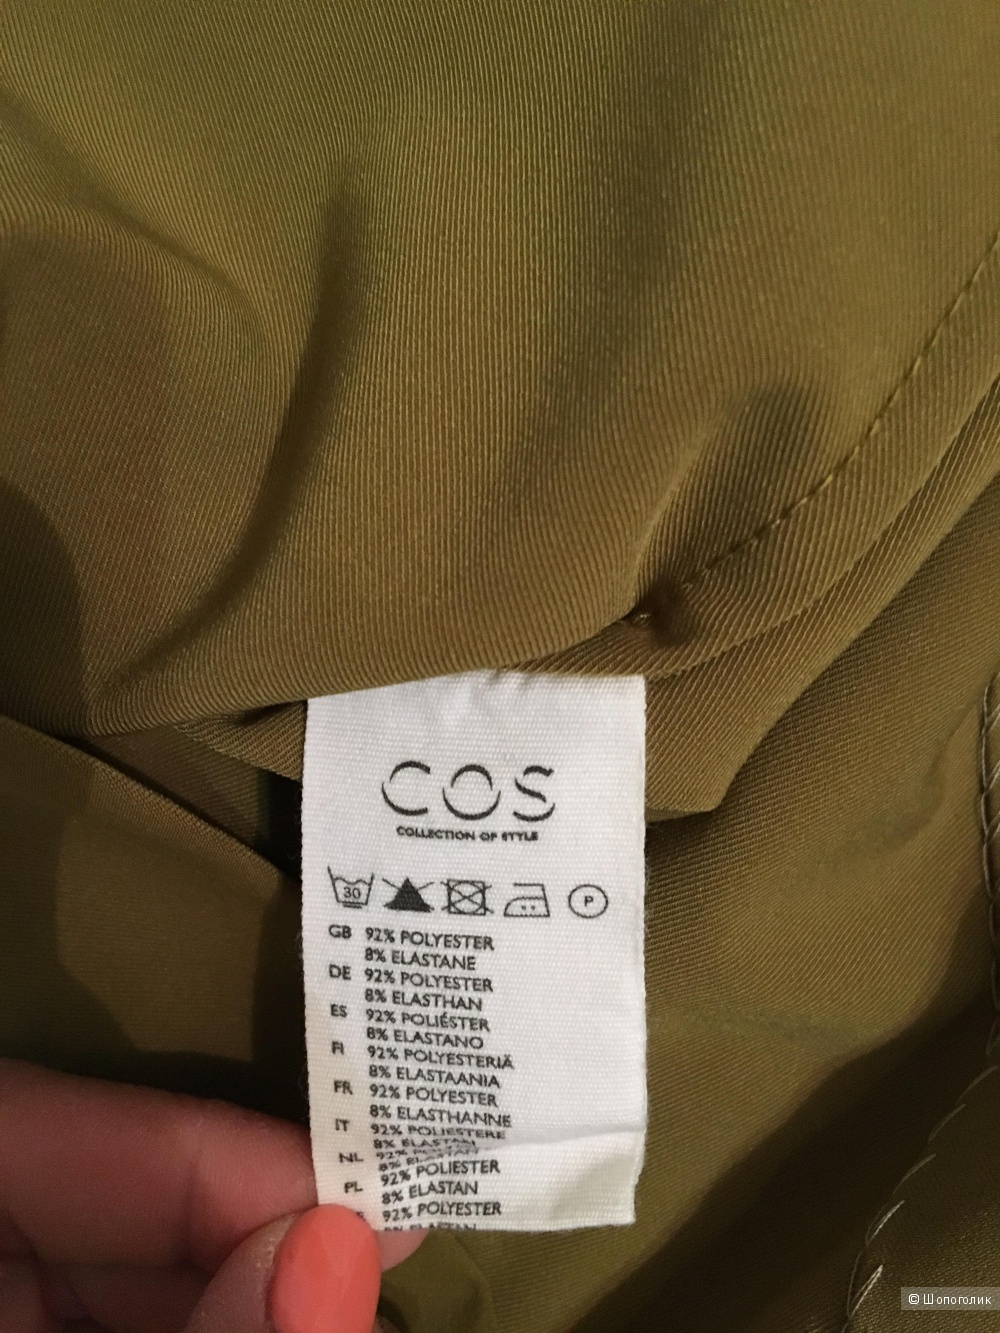 COS
COLLECTION OF STYLE
30
P
GB 92% POLYESTER
8% ELASTANE
DE 92% POLYESTER
8% ELASTHAN
ES 92% POLIÉSTER
8% ELASTANO
FI 92% POLYESTERIÄ
8% ELASTAANIA
FR 92% POLYESTER
8% ELASTHANNE
IT 92% POLIESTERE
8% ELASTAN
NL 92%
8%
PL 92% POLIESTER
8% ELASTAN
92% POLYESTER
© Шопоголик